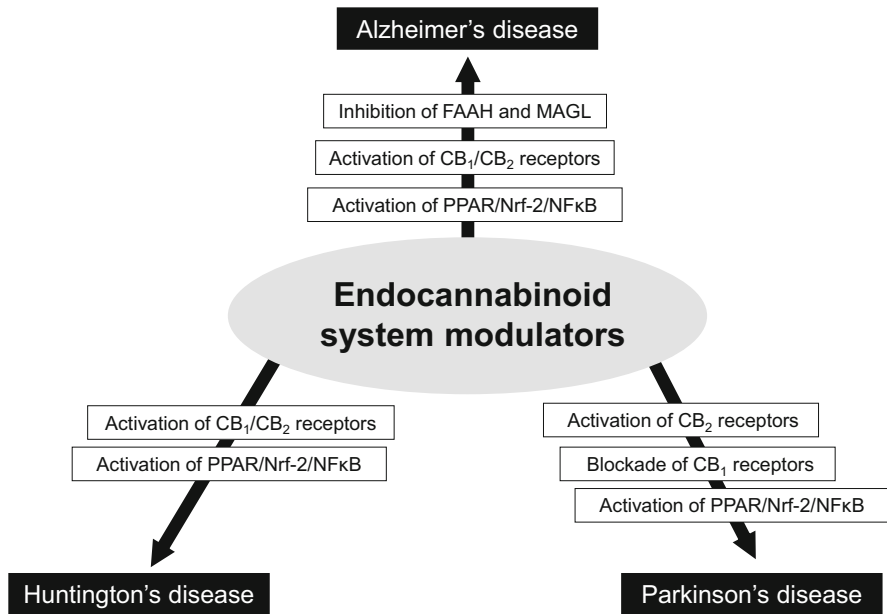 Alzheimer’s disease
Inhibition of FAAH and MAGL
Activation of CB₁/CB₂ receptors
Activation of PPAR/Nrf-2/NFκB
Endocannabinoid
system modulators
Activation of CB₁/CB₂ receptors
Activation of PPAR/Nrf-2/NFκB
Activation of CB₂ receptors
Blockade of CB₁ receptors
Activation of PPAR/Nrf-2/NFκB
Huntington’s disease
Parkinson’s disease